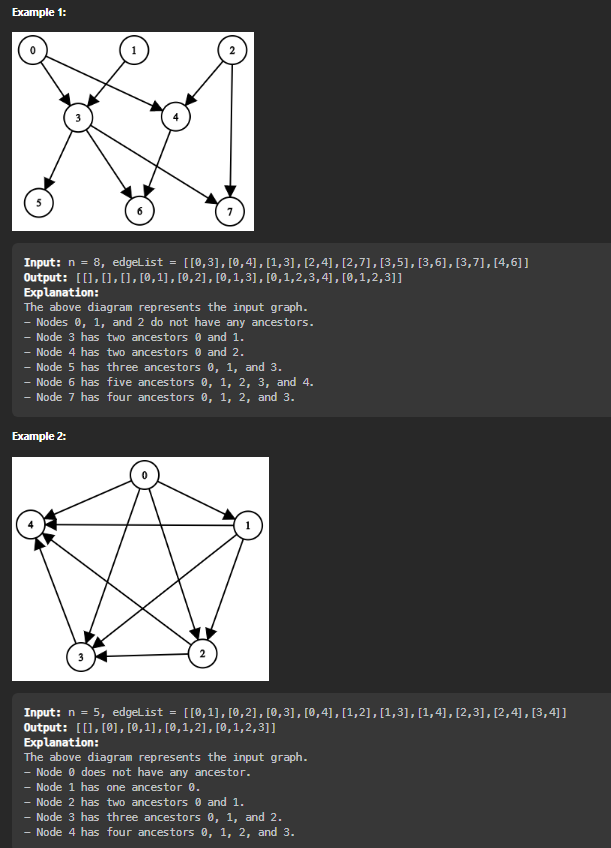 Example 1:
0 1 2
3 4
5 6 7
Input: n = 8, edgeList = [[0,3],[0,4],[1,3],[2,4],[2,7],[3,5],[3,6],[3,7],[4,6]]
Output: [[],[],[],[0,1],[0,2],[0,1,3],[0,1,2,3,4],[0,1,2,3]]
Explanation:
The above diagram represents the input graph.
- Nodes 0, 1, and 2 do not have any ancestors.
- Node 3 has two ancestors 0 and 1.
- Node 4 has two ancestors 0 and 2.
- Node 5 has three ancestors 0, 1, and 3.
- Node 6 has five ancestors 0, 1, 2, 3, and 4.
- Node 7 has four ancestors 0, 1, 2, and 3.
Example 2:
0
4 1
3 2
Input: n = 5, edgeList = [[0,1],[0,2],[0,3],[0,4],[1,2],[1,3],[1,4],[2,3],[2,4],[3,4]]
Output: [[],[0],[0,1],[0,1,2],[0,1,2,3]]
Explanation:
The above diagram represents the input graph.
- Node 0 does not have any ancestor.
- Node 1 has one ancestor 0.
- Node 2 has two ancestors 0 and 1.
- Node 3 has three ancestors 0, 1, and 2.
- Node 4 has four ancestors 0, 1, 2, and 3.